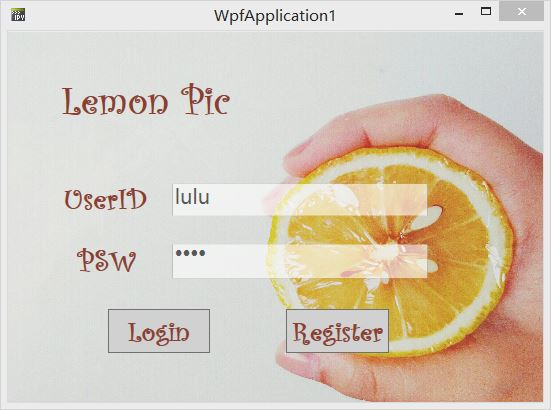 WpfApplication1
Lemon Pic
UserID lulu
PSW ••••
Login Register